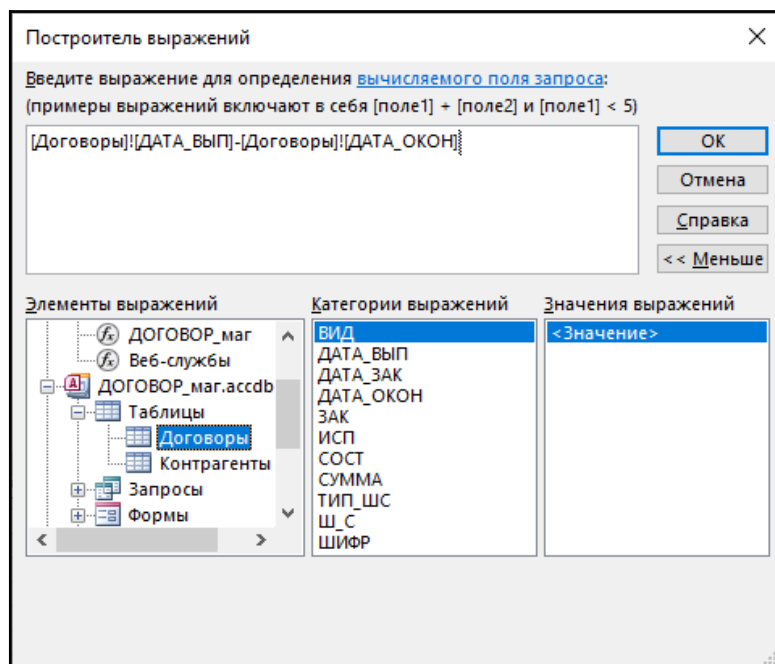 Построитель выражений
Введите выражение для определения вычисляемого поля запроса:
(примеры выражений включают в себя [поле1] + [поле2] и [поле1] < 5)
[Договоры]![ДАТА_ВЫП]-[Договоры]![ДАТА_ОКОН]
ОК
Отмена
Справка
<< Меньше
Элементы выражений
ДОГОВОР_маг
Веб-службы
ДОГОВОР_маг.accdb
Таблицы
Договоры
Контрагенты
Запросы
Формы
Категории выражений
ВИД
ДАТА_ВЫП
ДАТА_ЗАК
ДАТА_ОКОН
ЗАК
ИСП
СОСТ
СУММА
ТИП_ШС
Ш_С
ШИФР
Значения выражений
<Значение>